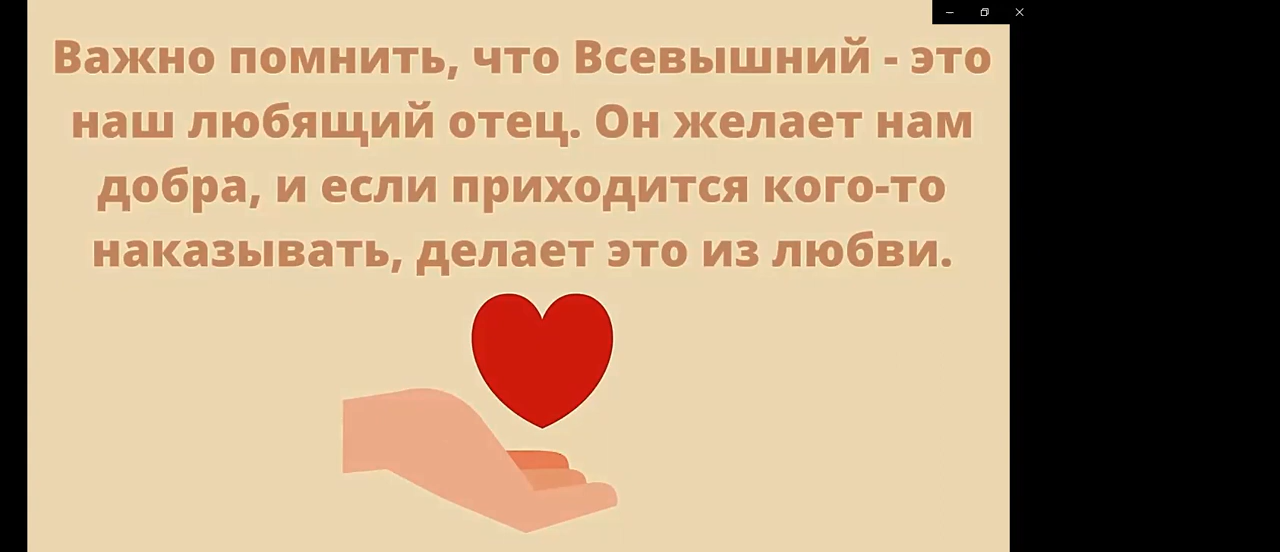 Важно помнить, что Всевышний - это
наш любящий отец. Он желает нам
добра, и если приходится кого-то
наказывать, делает это из любви.